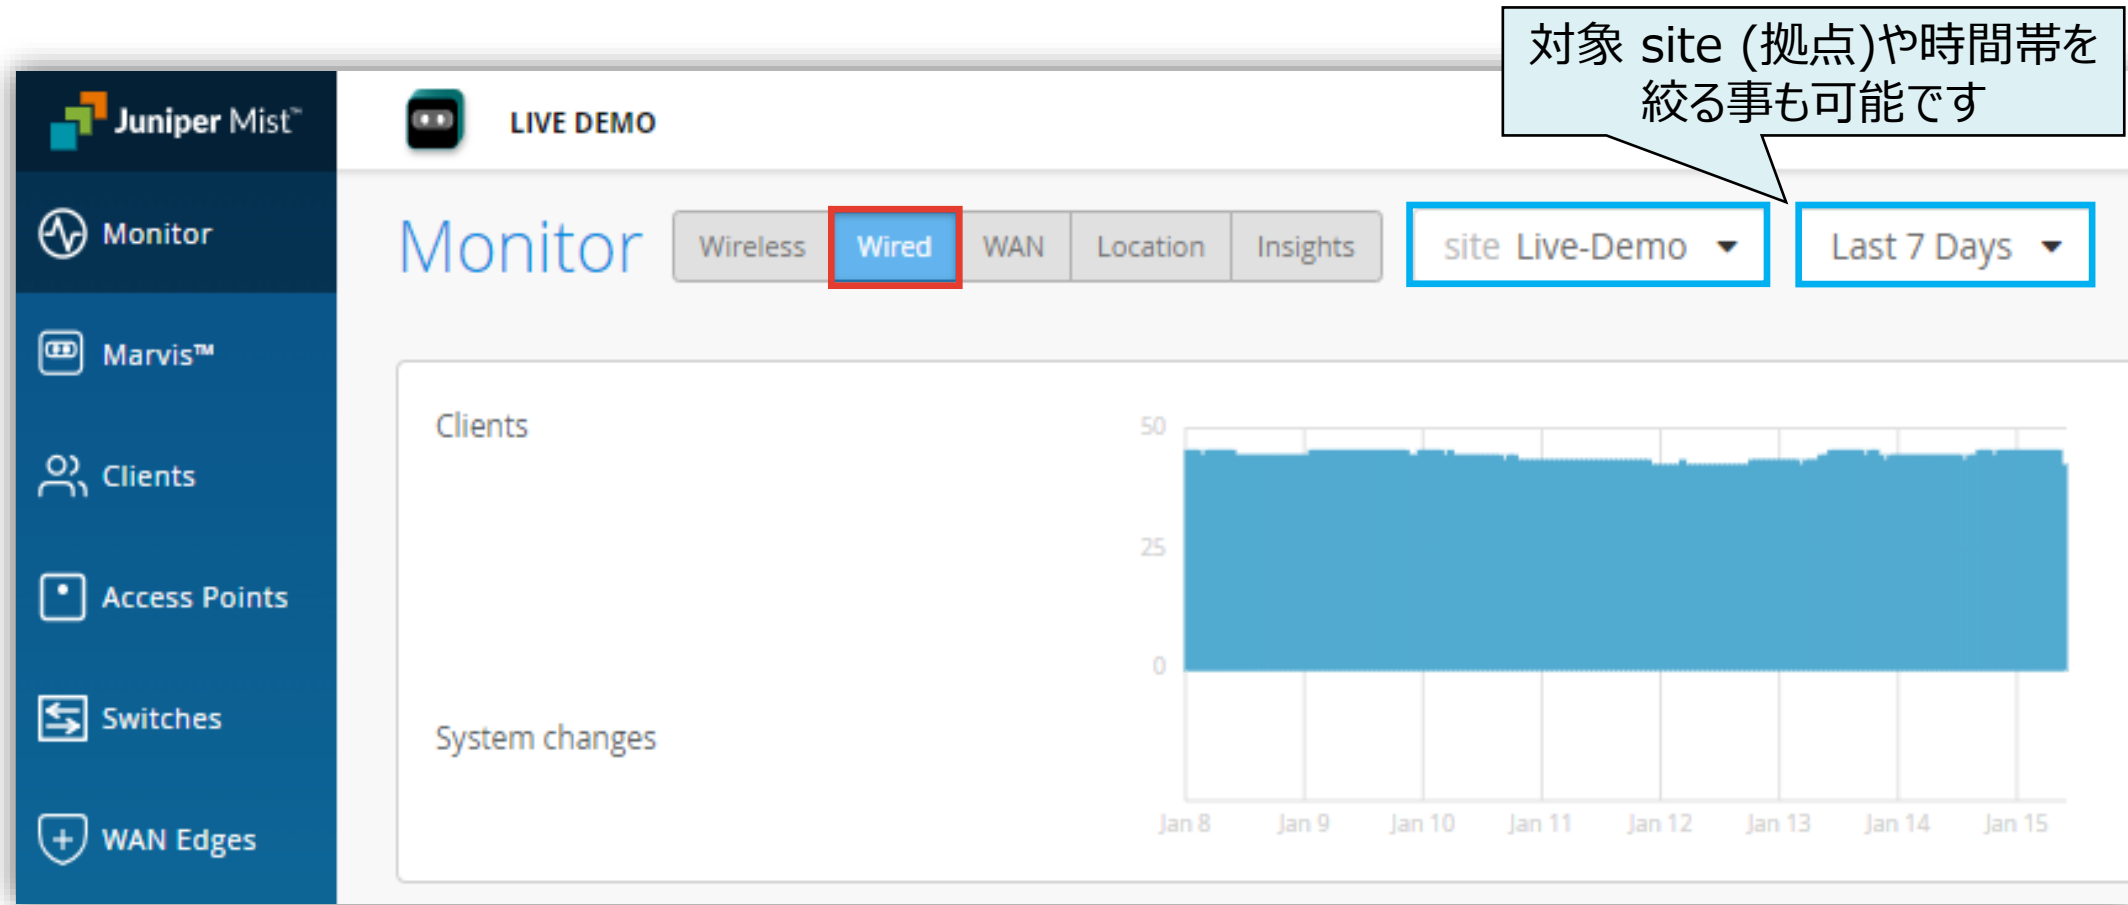 対象 site (拠点)や時間帯を
絞る事も可能です
Juniper Mist™
LIVE DEMO
Monitor
Monitor
Wireless
Wired
WAN
Location
Insights
site Live-Demo
Last 7 Days
Marvis™
Clients
Access Points
Switches
WAN Edges
Clients
50
25
0
System changes
Jan 8
Jan 9
Jan 10
Jan 11
Jan 12
Jan 13
Jan 14
Jan 15